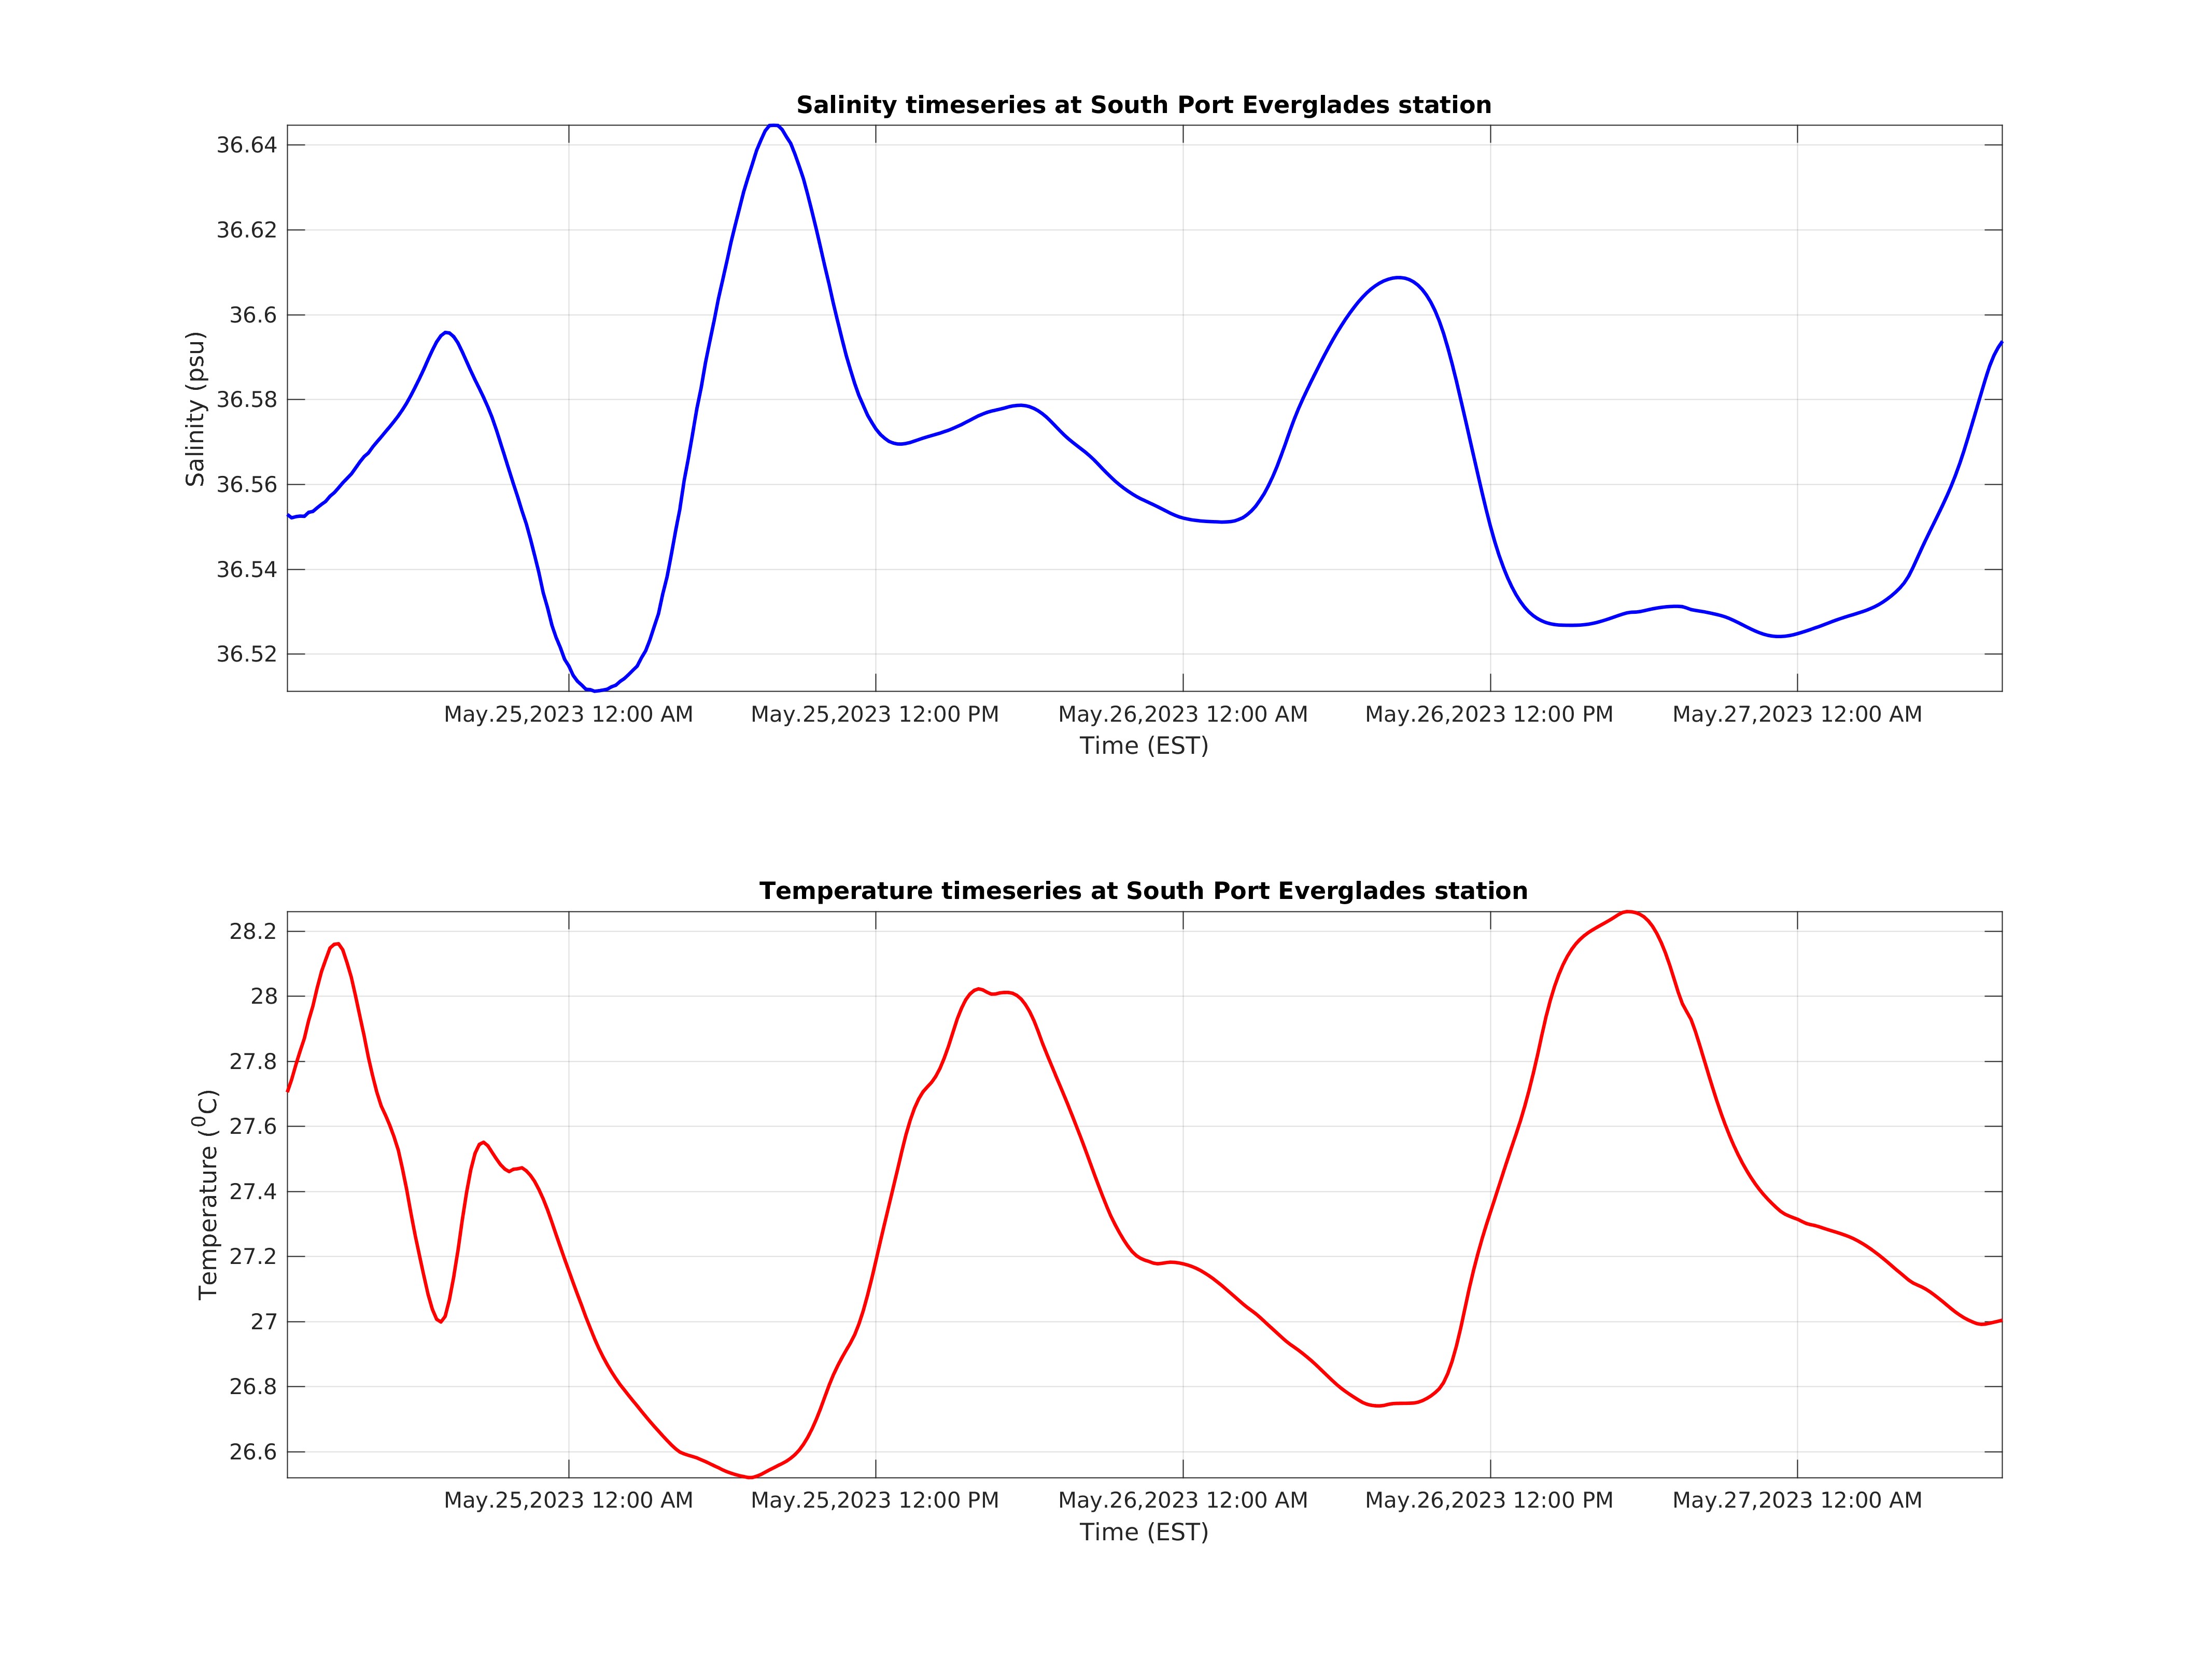 Salinity timeseries at South Port Everglades station
36.64
36.62
36.6
36.58
36.56
36.54
36.52
Salinity (psu)
May.25,2023 12:00 AM May.25,2023 12:00 PM May.26,2023 12:00 AM May.26,2023 12:00 PM May.27,2023 12:00 AM
Time (EST)
Temperature timeseries at South Port Everglades station
28.2
28
27.8
27.6
27.4
27.2
27
26.8
26.6
Temperature (⁰C)
May.25,2023 12:00 AM May.25,2023 12:00 PM May.26,2023 12:00 AM May.26,2023 12:00 PM May.27,2023 12:00 AM
Time (EST)